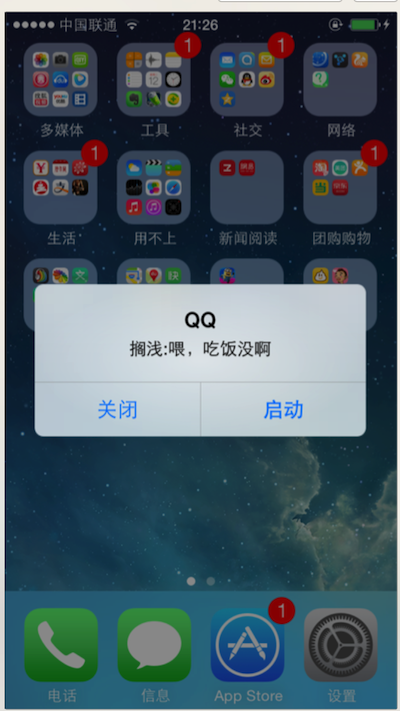 中国联通
21:26
1
1
多媒体
工具
社交
网络
1
1
生活
用不上
新闻阅读
团购购物
QQ
搁浅:喂，吃饭没啊
关闭
启动
1
电话
信息
App Store
设置